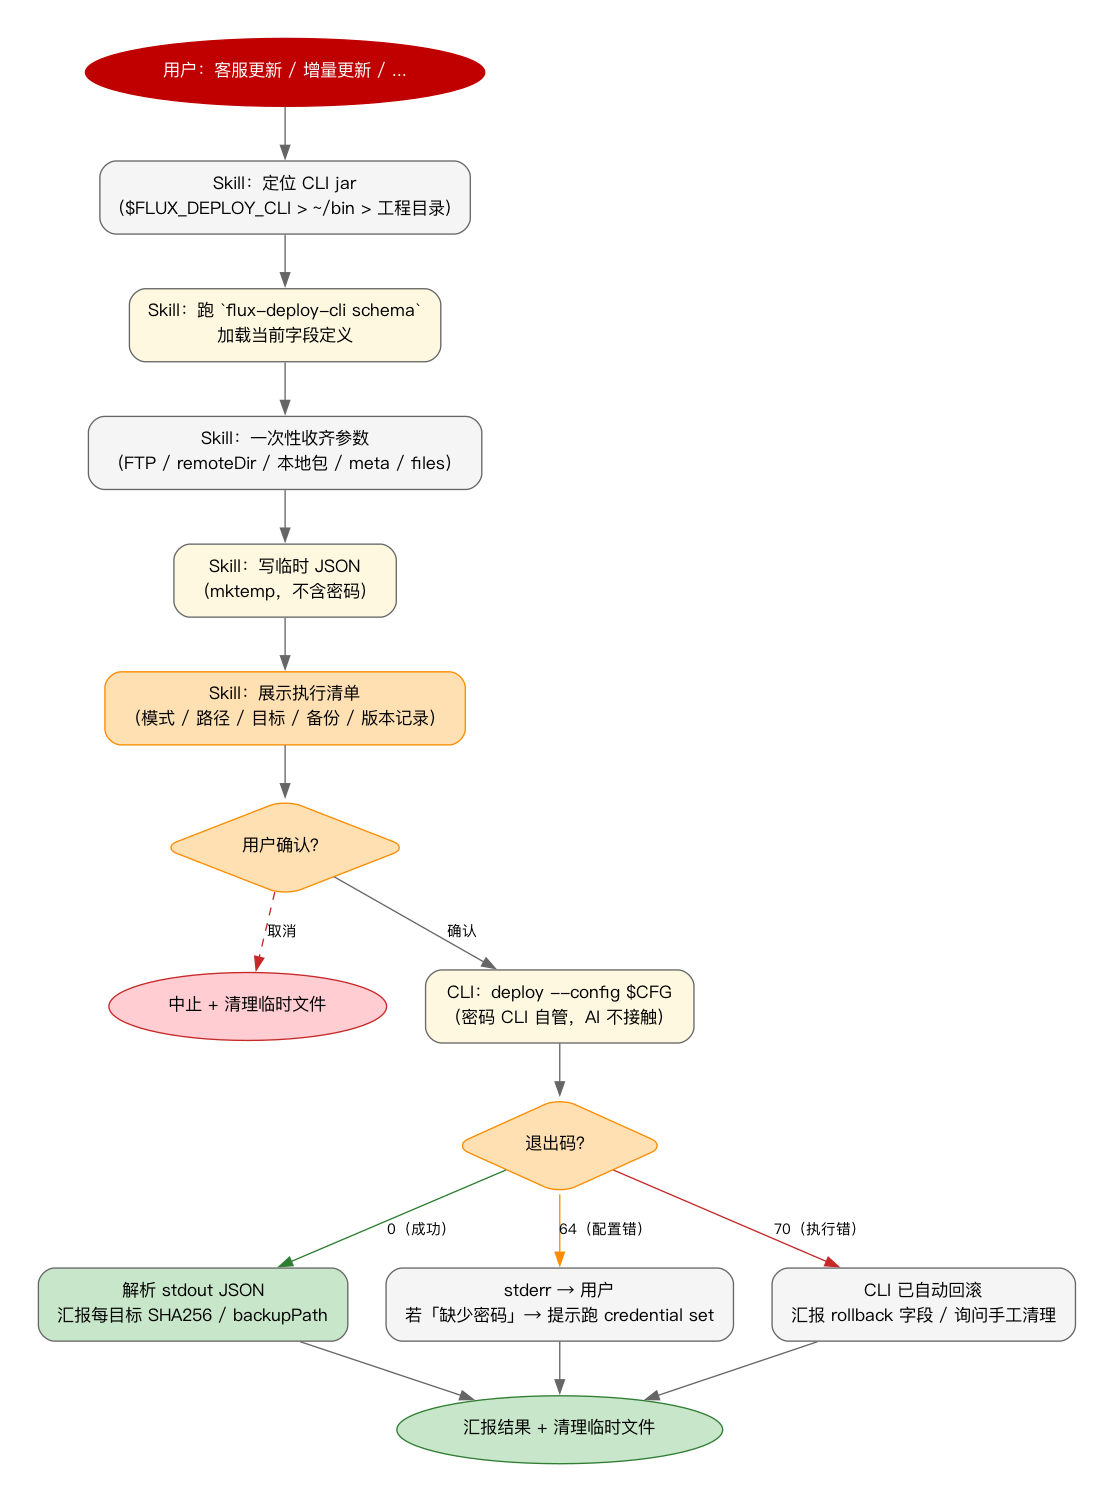 用户：客服更新 / 增量更新 / ...
Skill：定位 CLI jar
（$FLUX_DEPLOY_CLI > ~/bin > 工程目录）
Skill：跑 `flux-deploy-cli schema`
加载当前字段定义
Skill：一次性收齐参数
（FTP / remoteDir / 本地包 / meta / files）
Skill：写临时 JSON
（mktemp，不含密码）
Skill：展示执行清单
（模式 / 路径 / 目标 / 备份 / 版本记录）
用户确认？
取消
确认
中止 + 清理临时文件
CLI：deploy --config $CFG
（密码 CLI 自管，AI 不接触）
退出码？
0（成功）
64（配置错）
70（执行错）
解析 stdout JSON
汇报每目标 SHA256 / backupPath
stderr → 用户
若「缺少密码」→ 提示跑 credential set
CLI 已自动回滚
汇报 rollback 字段 / 询问手工清理
汇报结果 + 清理临时文件